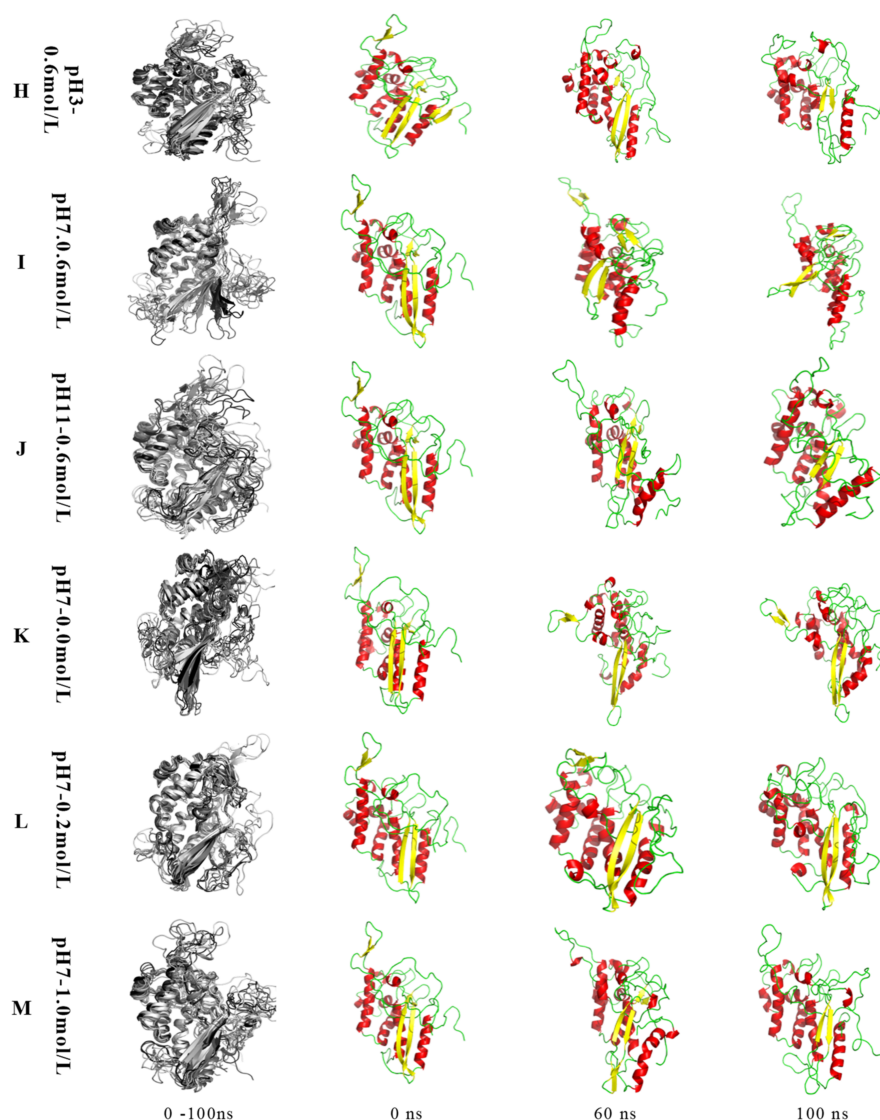 H
pH3-
0.6mol/L
I
pH7.0.6mol/L
J
pH11-0.6mol/L
K
pH7-0.0mol/L
L
pH7-0.2mol/L
M
pH7-1.0mol/L
0 -100ns
0 ns
60 ns
100 ns